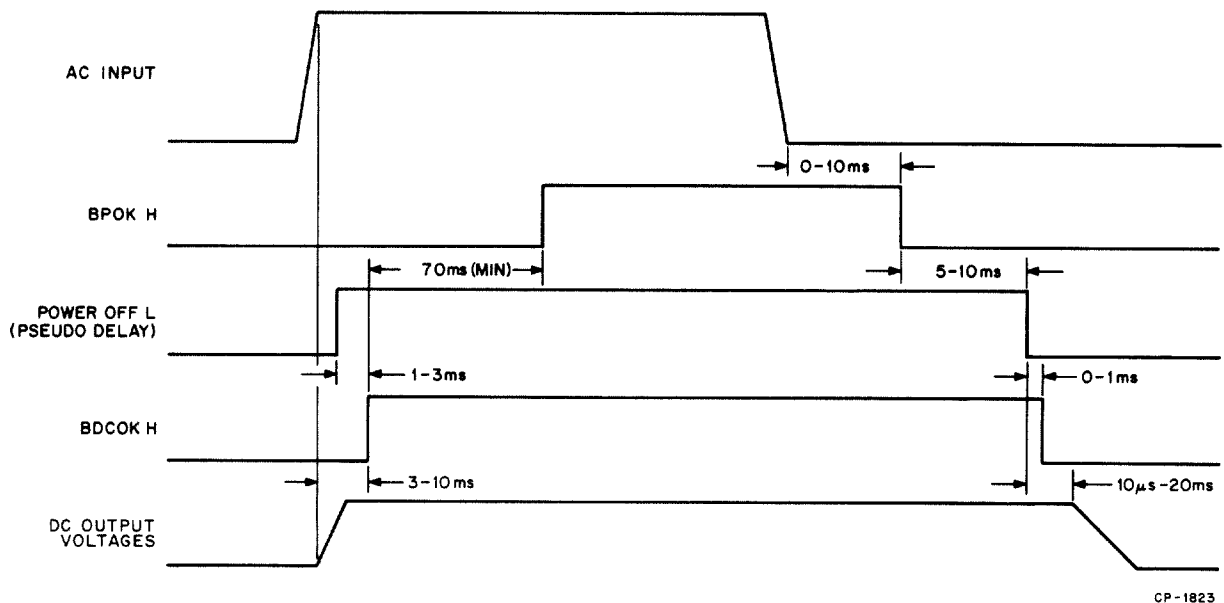 AC INPUT
0-10ms
BPOK H
70ms (MIN)
5-10ms
POWER OFF L
(PSEUDO DELAY)
1-3ms
0-1ms
BDCOK H
3-10ms
10µs-20ms
DC OUTPUT
VOLTAGES
CP-1823